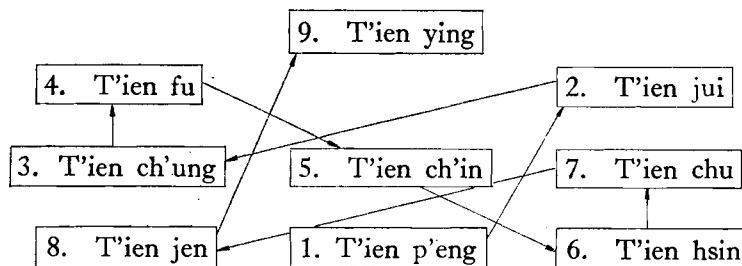 9. T'ien ying
4. T'ien fu
2. T'ien jui
3. T'ien ch'ung
5. T'ien ch'in
7. T'ien chu
8. T'ien jen
1. T'ien p'eng
6. T'ien hsin